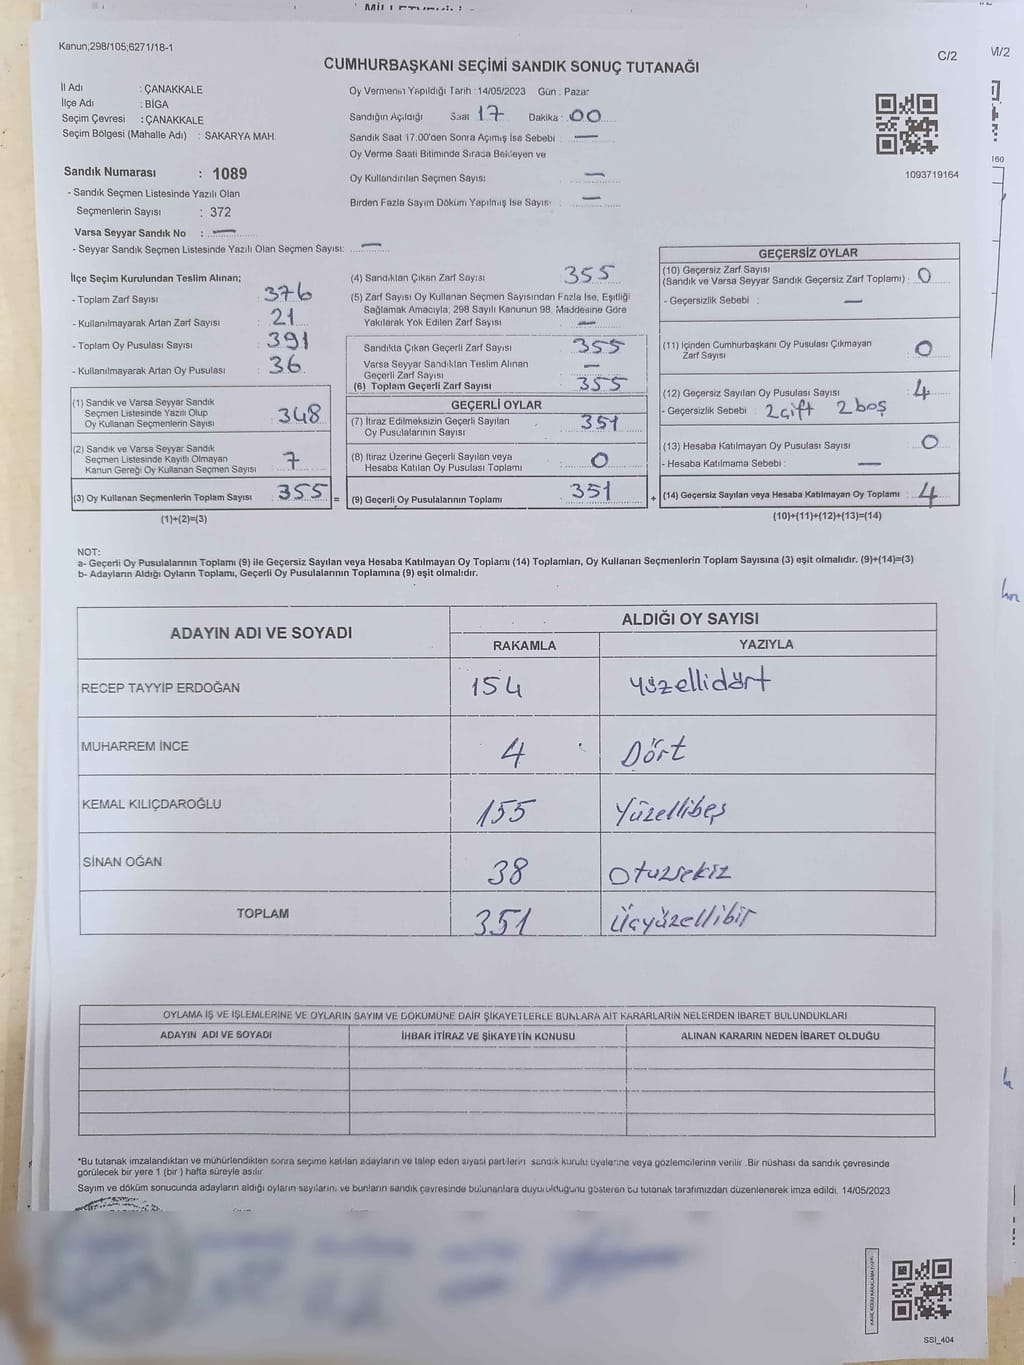 Kanun;298/105;6271/18-1
C/2
M/2
CUMHURBAŞKANI SEÇİMİ SANDIK SONUÇ TUTANAĞI
İl Adı : ÇANAKKALE
İlçe Adı : BİGA
Seçim Çevresi : ÇANAKKALE
Seçim Bölgesi (Mahalle Adı) : SAKARYA MAH.
Sandık Numarası : 1089
- Sandık Seçmen Listesinde Yazılı Olan
Seçmenlerin Sayısı : 372
Varsa Seyyar Sandık No : —
- Seyyar Sandık Seçmen Listesinde Yazılı Olan Seçmen Sayısı: —
Oy Vermenin Yapıldığı Tarih : 14/05/2023 Gün : Pazar
Sandığın Açıldığı Saat 17 Dakika : 00
Sandık Saat 17.00'den Sonra Açılmış İse Sebebi : —
Oy Verme Saati Bitiminde Sırada Bekleyen ve
Oy Kullandırılan Seçmen Sayısı : —
Birden Fazla Sayım Döküm Yapılmış İse Sayısı : —
1093719164
160
İlçe Seçim Kurulundan Teslim Alınan;
- Toplam Zarf Sayısı : 376
- Kullanılmayarak Artan Zarf Sayısı : 21
- Toplam Oy Pusulası Sayısı : 391
- Kullanılmayarak Artan Oy Pusulası : 36
(1) Sandık ve Varsa Seyyar Sandık
Seçmen Listesinde Yazılı Olup
Oy Kullanan Seçmenlerin Sayısı : 348
(2) Sandık ve Varsa Seyyar Sandık
Seçmen Listesinde Kayıtlı Olmayan
Kanun Gereği Oy Kullanan Seçmen Sayısı : 7
(3) Oy Kullanan Seçmenlerin Toplam Sayısı : 355 =
(1)+(2)=(3)
(4) Sandıktan Çıkan Zarf Sayısı 355
(5) Zarf Sayısı Oy Kullanan Seçmen Sayısından Fazla İse, Eşitliği
Sağlamak Amacıyla; 298 Sayılı Kanunun 98. Maddesine Göre
Yakılarak Yok Edilen Zarf Sayısı : —
Sandıkta Çıkan Geçerli Zarf Sayısı : 355
Varsa Seyyar Sandıktan Teslim Alınan
Geçerli Zarf Sayısı : —
(6) Toplam Geçerli Zarf Sayısı : 355
GEÇERLİ OYLAR
(7) İtiraz Edilmeksizin Geçerli Sayılan
Oy Pusulalarının Sayısı : 351
(8) İtiraz Üzerine Geçerli Sayılan veya
Hesaba Katılan Oy Pusulası Toplamı : 0
(9) Geçerli Oy Pusulalarının Toplamı : 351 +
GEÇERSİZ OYLAR
(10) Geçersiz Zarf Sayısı
(Sandık ve Varsa Seyyar Sandık Geçersiz Zarf Toplamı) : 0
- Geçersizlik Sebebi : —
(11) İçinden Cumhurbaşkanı Oy Pusulası Çıkmayan
Zarf Sayısı : 0
(12) Geçersiz Sayılan Oy Pusulası Sayısı : 4
- Geçersizlik Sebebi : 2 çift 2 boş
(13) Hesaba Katılmayan Oy Pusulası Sayısı : 0
- Hesaba Katılmama Sebebi : —
(14) Geçersiz Sayılan veya Hesaba Katılmayan Oy Toplamı : 4
(10)+(11)+(12)+(13)=(14)
NOT:
a- Geçerli Oy Pusulalarının Toplamı (9) ile Geçersiz Sayılan veya Hesaba Katılmayan Oy Toplamı (14) Toplamları, Oy Kullanan Seçmenlerin Toplam Sayısına (3) eşit olmalıdır. (9)+(14)=(3)
b- Adayların Aldığı Oyların Toplamı, Geçerli Oy Pusulalarının Toplamına (9) eşit olmalıdır.
ADAYIN ADI VE SOYADI ALDIĞI OY SAYISI
RAKAMLA YAZIYLA
RECEP TAYYİP ERDOĞAN 154 yüzellidört
MUHARREM İNCE 4 Dört
KEMAL KILIÇDAROĞLU 155 Yüzellibeş
SİNAN OĞAN 38 Otuzsekiz
TOPLAM 351 Üçyüzellibir
OYLAMA İŞ VE İŞLEMLERİNE VE OYLARIN SAYIM VE DÖKÜMÜNE DAİR ŞİKAYETLERLE BUNLARA AİT KARARLARIN NELERDEN İBARET BULUNDUKLARI
ADAYIN ADI VE SOYADI İHBAR İTİRAZ VE ŞİKAYETİN KONUSU ALINAN KARARIN NEDEN İBARET OLDUĞU
*Bu tutanak imzalandıktan ve mühürlendikten sonra seçime katılan adayların ve talep eden siyasi partilerin sandık kurulu üyelerine veya gözlemcilerine verilir .Bir nüshası da sandık çevresinde
görülecek bir yere 1 (bir ) hafta süreyle asılır
Sayım ve döküm sonucunda adayların aldığı oyların sayılarını ve bunların sandık çevresinde bulunanlara duyurulduğunu gösteren bu tutanak tarafımızdan düzenlenerek imza edildi. 14/05/2023
SSI_404